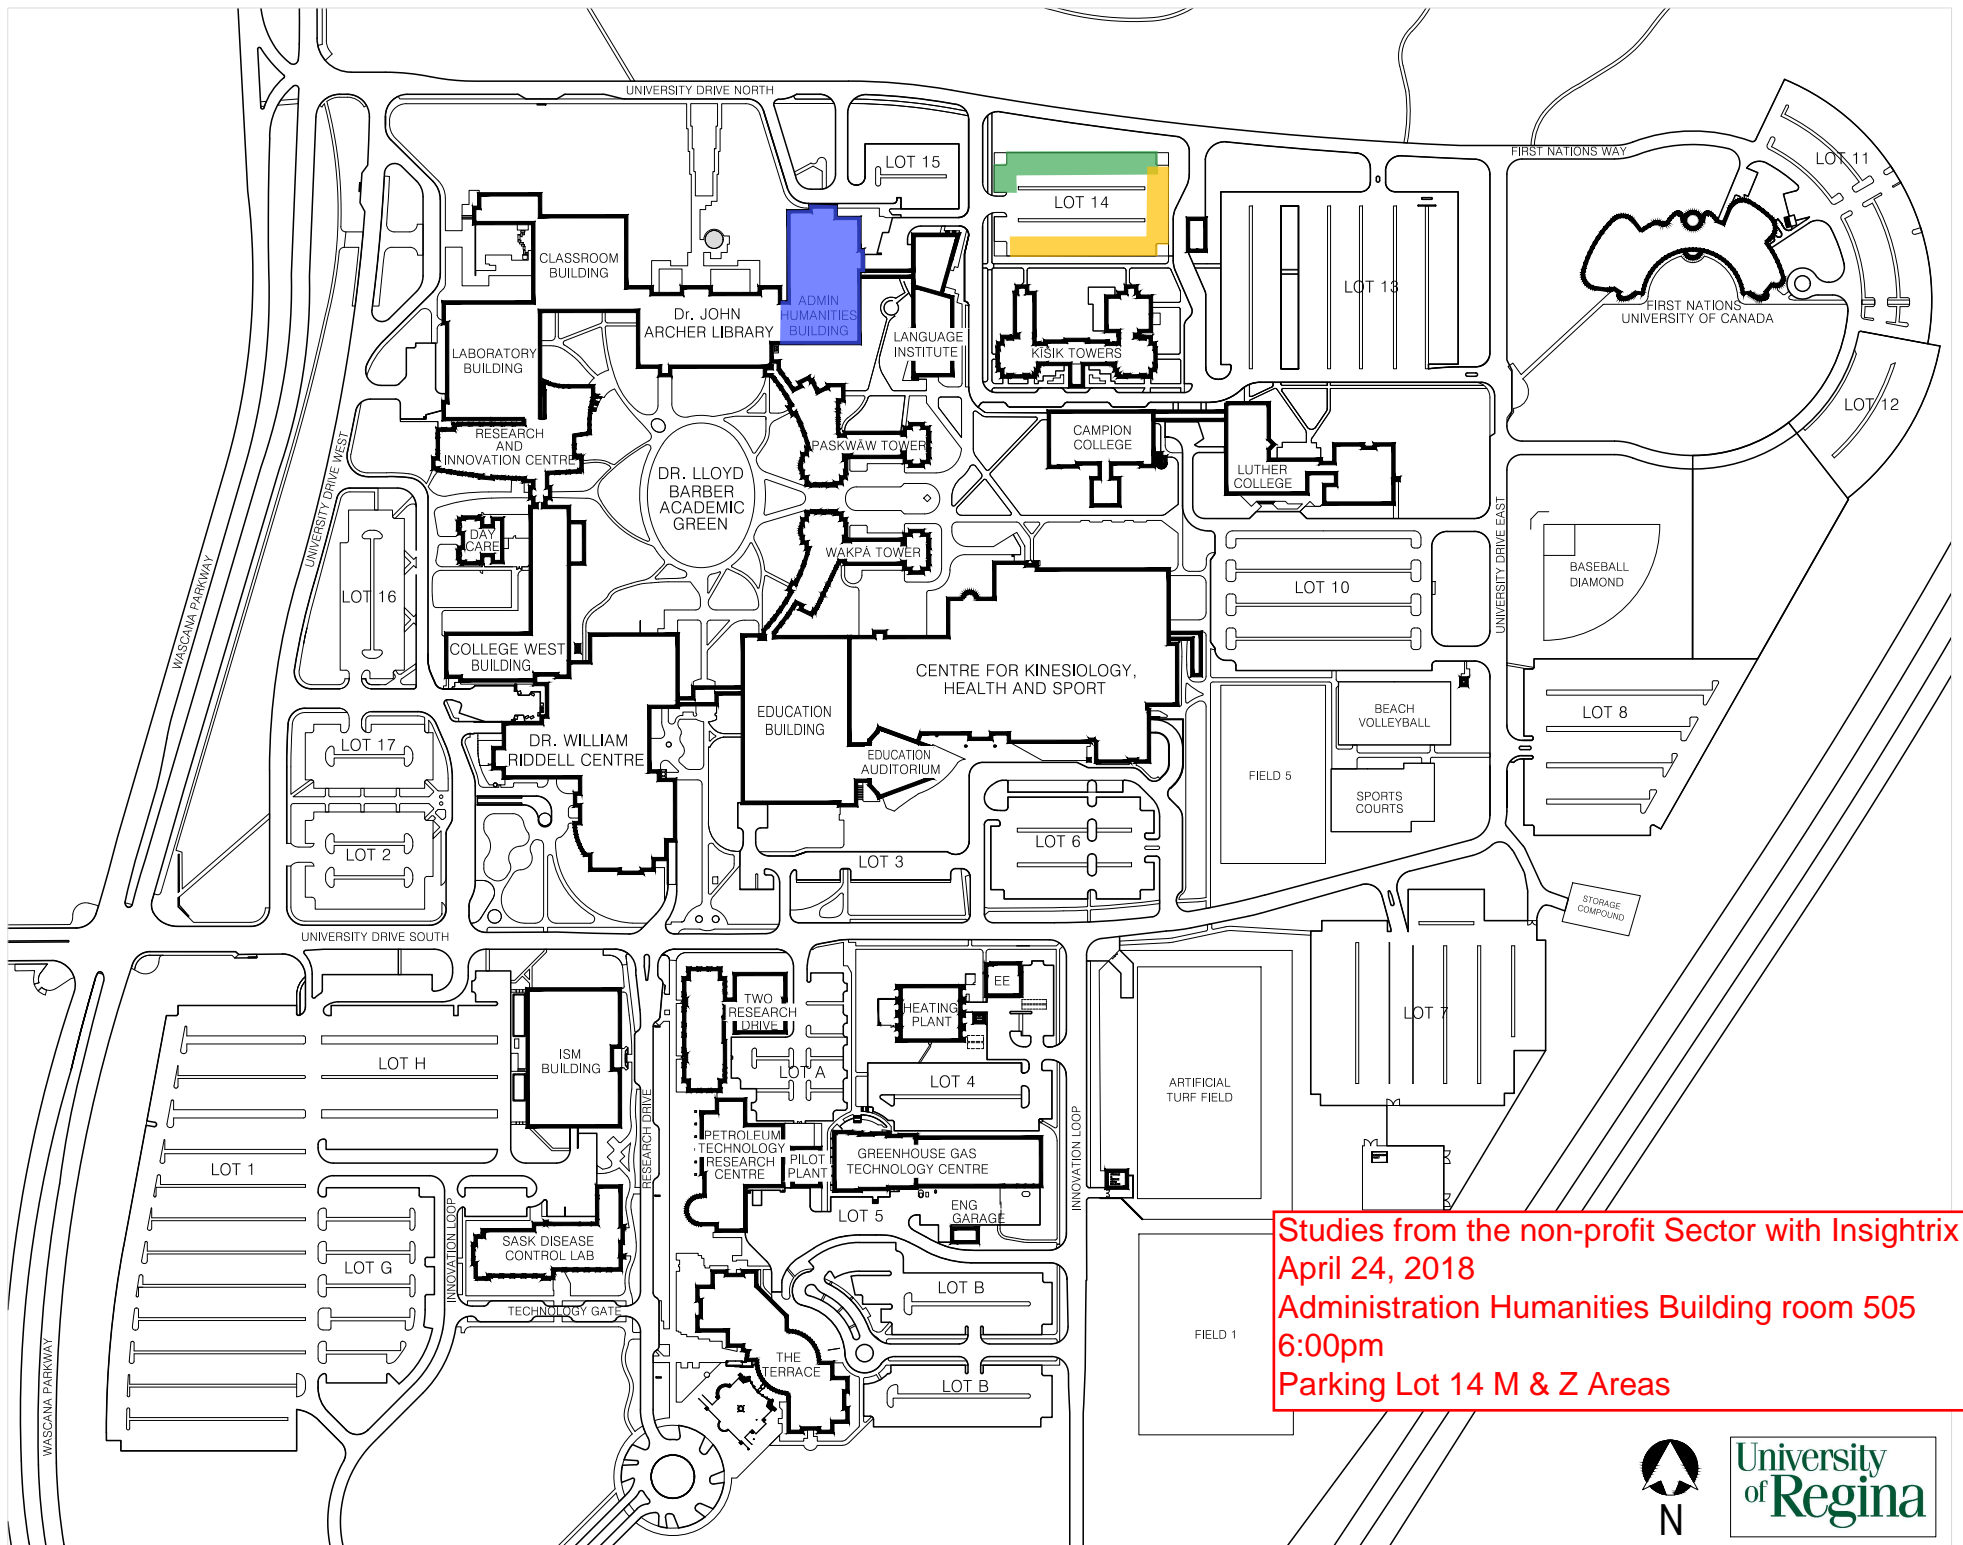 UNIVERSITY DRIVE NORTH
FIRST NATIONS WAY
LOT 15
LOT 11
LOT 14
CLASSROOM
BUILDING
LOT 13
ADMIN
HUMANITIES
BUILDING
Dr. JOHN
ARCHER LIBRARY
FIRST NATIONS
UNIVERSITY OF CANADA
LANGUAGE
INSTITUTE
KĪSIK TOWERS
LABORATORY
BUILDING
LOT 12
RESEARCH
AND
INNOVATION CENTRE
PASKWĀW TOWER
CAMPION
COLLEGE
LUTHER
COLLEGE
DR. LLOYD
BARBER
ACADEMIC
GREEN
UNIVERSITY DRIVE WEST
UNIVERSITY DRIVE EAST
DAY
CARE
WAKPĀ TOWER
BASEBALL
DIAMOND
LOT 16
LOT 10
WASCANA PARKWAY
COLLEGE WEST
BUILDING
CENTRE FOR KINESIOLOGY,
HEALTH AND SPORT
EDUCATION
BUILDING
BEACH
VOLLEYBALL
LOT 8
LOT 17
DR. WILLIAM
RIDDELL CENTRE
EDUCATION
AUDITORIUM
FIELD 5
SPORTS
COURTS
LOT 2
LOT 3
LOT 6
STORAGE
COMPOUND
UNIVERSITY DRIVE SOUTH
TWO
RESEARCH
DRIVE
EE
HEATING
PLANT
LOT 7
LOT H
ISM
BUILDING
LOT A
LOT 4
ARTIFICIAL
TURF FIELD
RESEARCH DRIVE
INNOVATION LOOP
PETROLEUM
TECHNOLOGY
RESEARCH
CENTRE
PILOT
PLANT
GREENHOUSE GAS
TECHNOLOGY CENTRE
LOT 1
LOT 5
ENG
GARAGE
INNOVATION LOOP
SASK DISEASE
CONTROL LAB
LOT G
LOT B
TECHNOLOGY GATE
FIELD 1
THE
TERRACE
LOT B
WASCANA PARKWAY
Studies from the non-profit Sector with Insightrix
April 24, 2018
Administration Humanities Building room 505
6:00pm
Parking Lot 14 M & Z Areas
N
University
of Regina